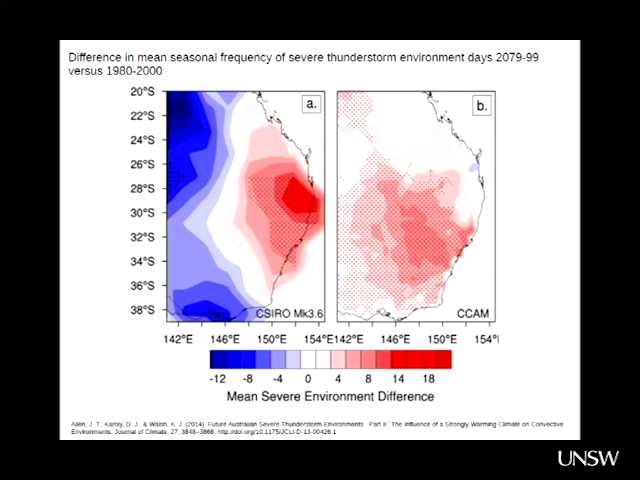 Difference in mean seasonal frequency of severe thunderstorm environment days 2079-99
versus 1980-2000
a.
b.
20°S
22°S
24°S
26°S
28°S
30°S
32°S
34°S
36°S
38°S
CSIRO Mk3.6
CCAM
142°E 146°E 150°E 154°E 142°E 146°E 150°E 154°E
-12 -8 -4 0 4 8 14 18
Mean Severe Environment Difference
Allen, J. T., Karoly, D. J., & Walsh, K. J. (2014). Future Australian Severe Thunderstorm Environments. Part II : The Influence of a Strongly Warming Climate on Convective
Environments. Journal of Climate, 27, 3848–3868. http://doi.org/10.1175/JCLI-D-13-00426.1
UNSW